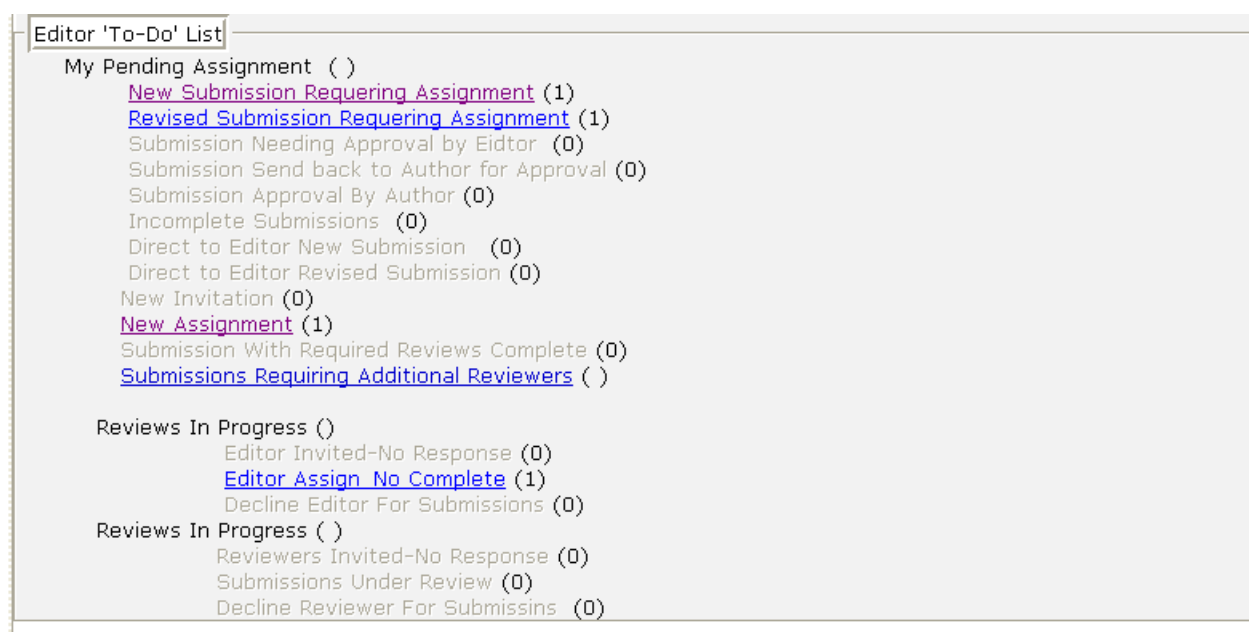 Editor 'To-Do' List
My Pending Assignment ( )
New Submission Requering Assignment (1)
Revised Submission Requering Assignment (1)
Submission Needing Approval by Eidtor (0)
Submission Send back to Author for Approval (0)
Submission Approval By Author (0)
Incomplete Submissions (0)
Direct to Editor New Submission (0)
Direct to Editor Revised Submission (0)
New Invitation (0)
New Assignment (1)
Submission With Required Reviews Complete (0)
Submissions Requiring Additional Reviewers ( )
Reviews In Progress ()
Editor Invited-No Response (0)
Editor Assign_No Complete (1)
Decline Editor For Submissions (0)
Reviews In Progress ( )
Reviewers Invited-No Response (0)
Submissions Under Review (0)
Decline Reviewer For Submissins (0)